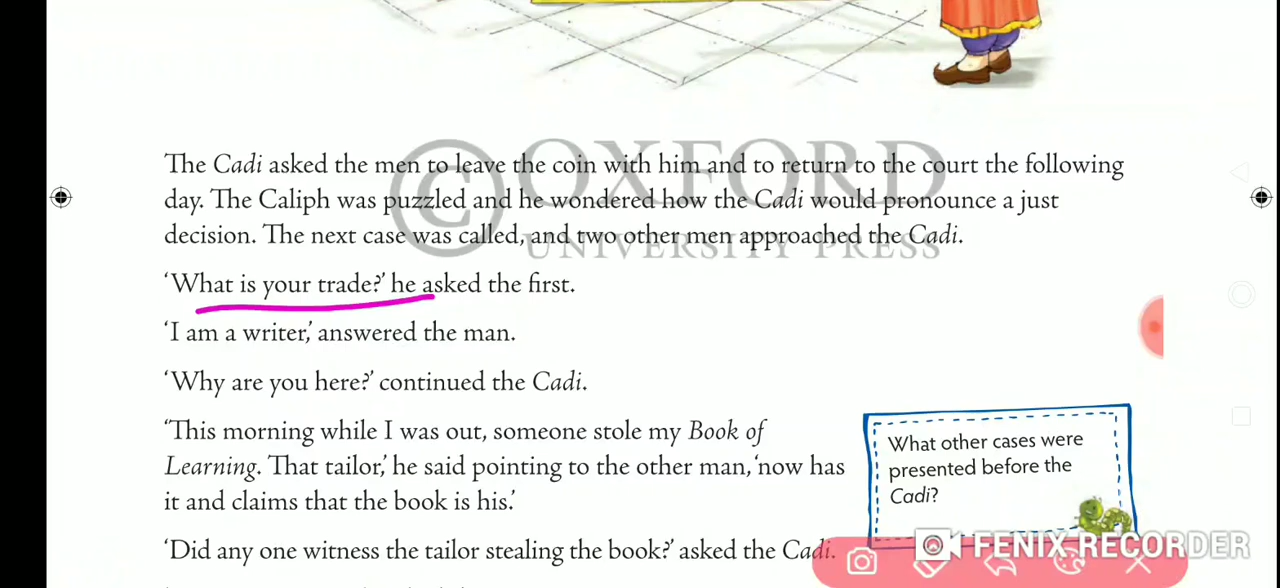 The Cadi asked the men to leave the coin with him and to return to the court the following
day. The Caliph was puzzled and he wondered how the Cadi would pronounce a just
decision. The next case was called, and two other men approached the Cadi.
© OXFORD
UNIVERSITY PRESS
‘What is your trade?’ he asked the first.
‘I am a writer,’ answered the man.
‘Why are you here?’ continued the Cadi.
‘This morning while I was out, someone stole my Book of
Learning. That tailor,’ he said pointing to the other man, ‘now has
it and claims that the book is his.’
‘Did any one witness the tailor stealing the book?’ asked the Cadi.
What other cases were
presented before the
Cadi?
FENIX RECORDER